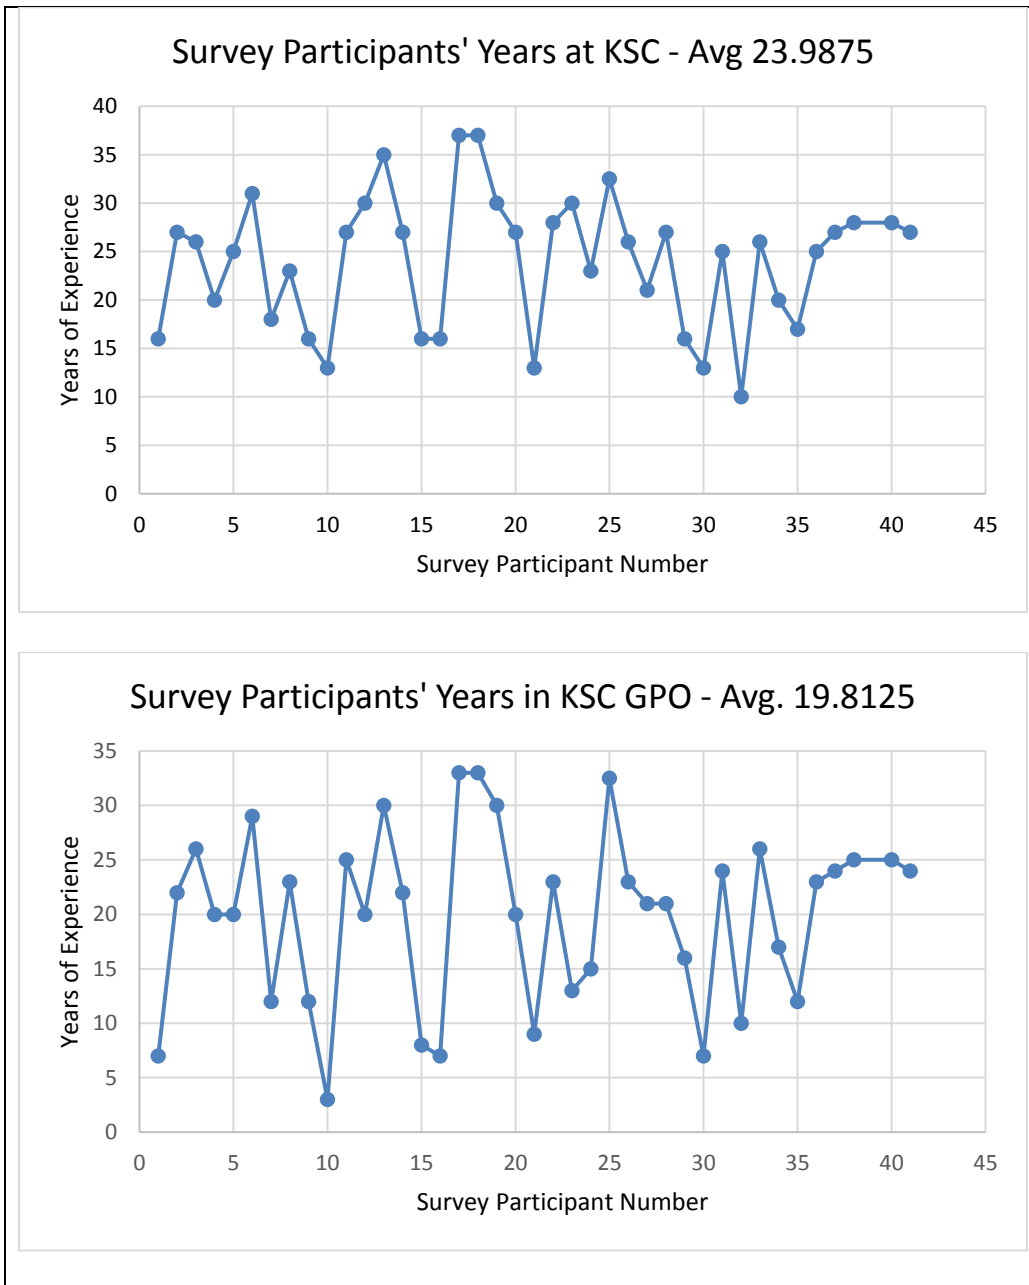 Survey Participants' Years at KSC - Avg 23.9875
40
35
30
25
20
15
10
5
0
Years of Experience
0 5 10 15 20 25 30 35 40 45
Survey Participant Number
Survey Participants' Years in KSC GPO - Avg. 19.8125
35
30
25
20
15
10
5
0
Years of Experience
0 5 10 15 20 25 30 35 40 45
Survey Participant Number